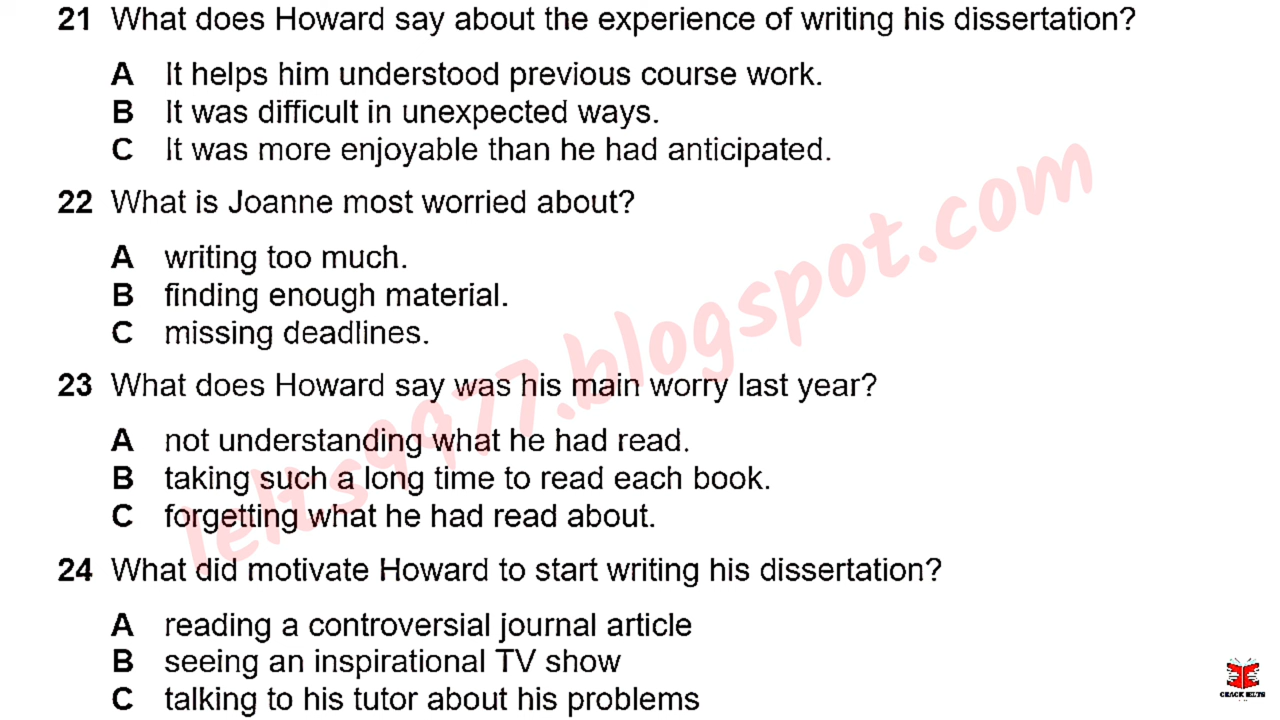 21 What does Howard say about the experience of writing his dissertation?
A It helps him understood previous course work.
B It was difficult in unexpected ways.
C It was more enjoyable than he had anticipated.
22 What is Joanne most worried about?
A writing too much.
B finding enough material.
C missing deadlines.
23 What does Howard say was his main worry last year?
A not understanding what he had read.
B taking such a long time to read each book.
C forgetting what he had read about.
24 What did motivate Howard to start writing his dissertation?
A reading a controversial journal article
B seeing an inspirational TV show
C talking to his tutor about his problems
Ielts9977.blogspot.com
CRACK IELTS